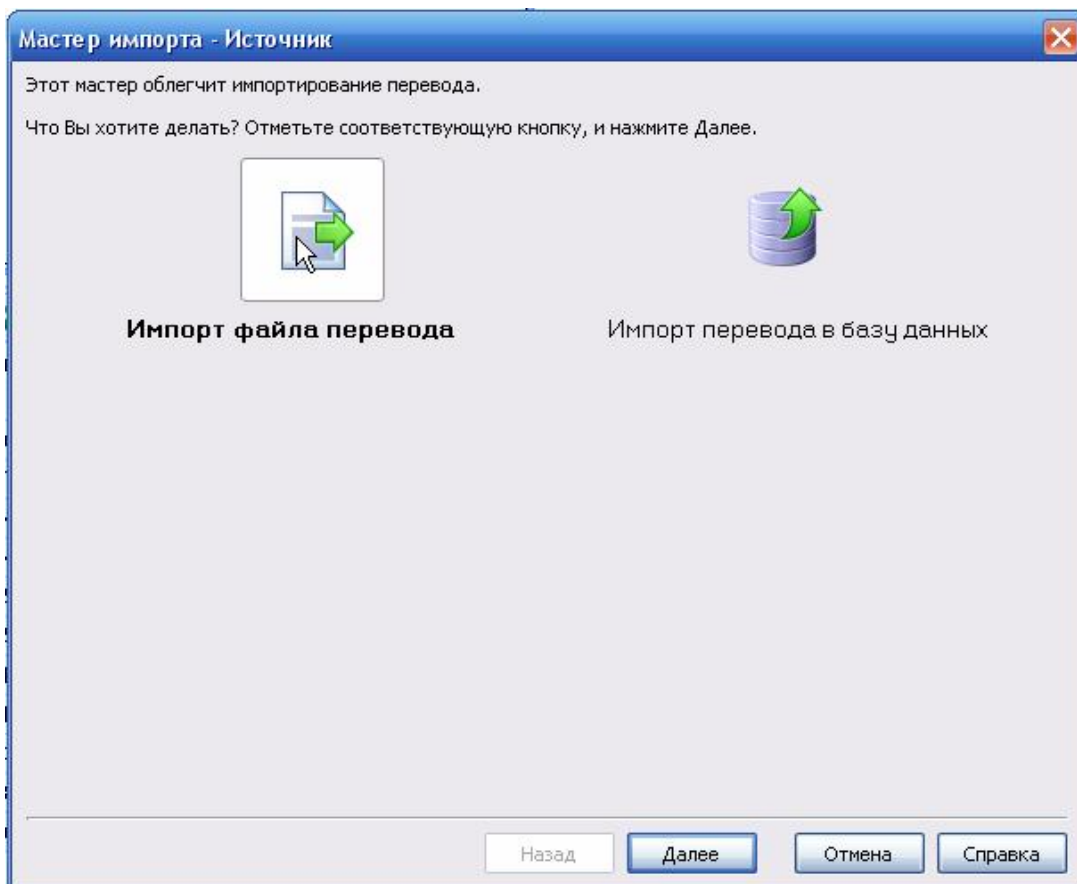 Мастер импорта - Источник
Этот мастер облегчит импортирование перевода.
Что Вы хотите делать? Отметьте соответствующую кнопку, и нажмите Далее.
Импорт файла перевода
Импорт перевода в базу данных
Назад
Далее
Отмена
Справка